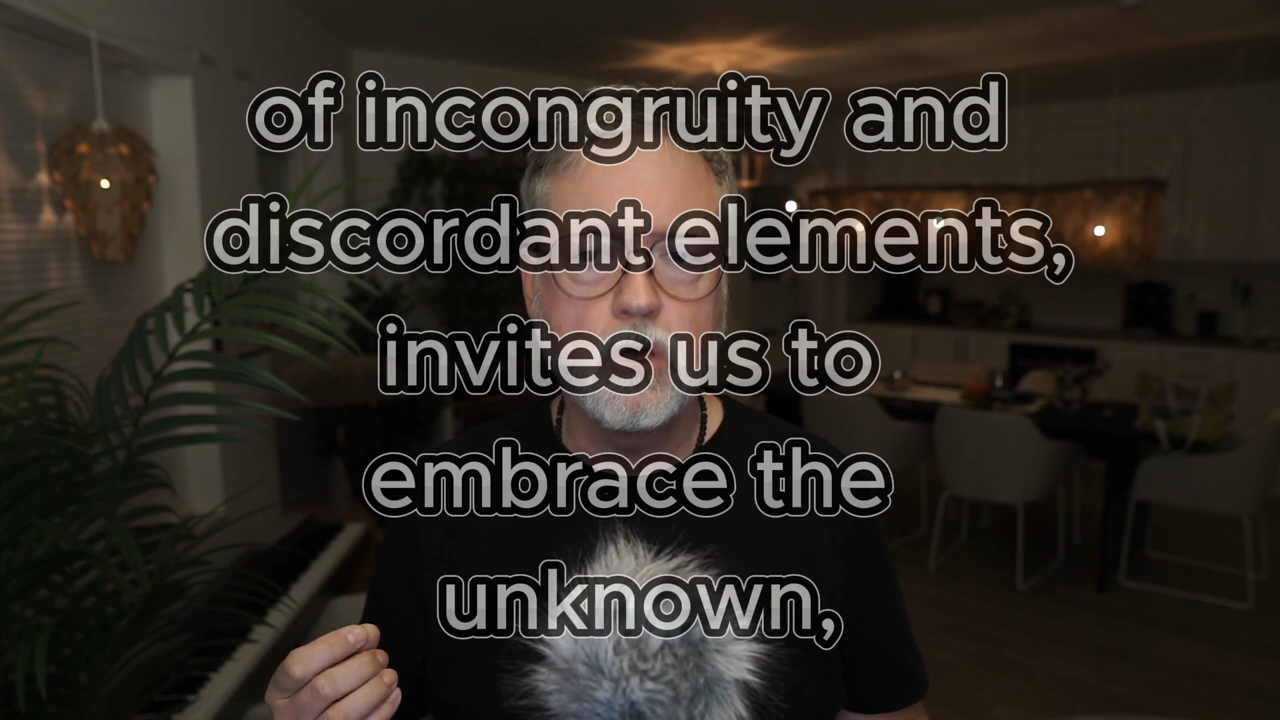 of incongruity and
discordant elements,
invites us to
embrace the
unknown,